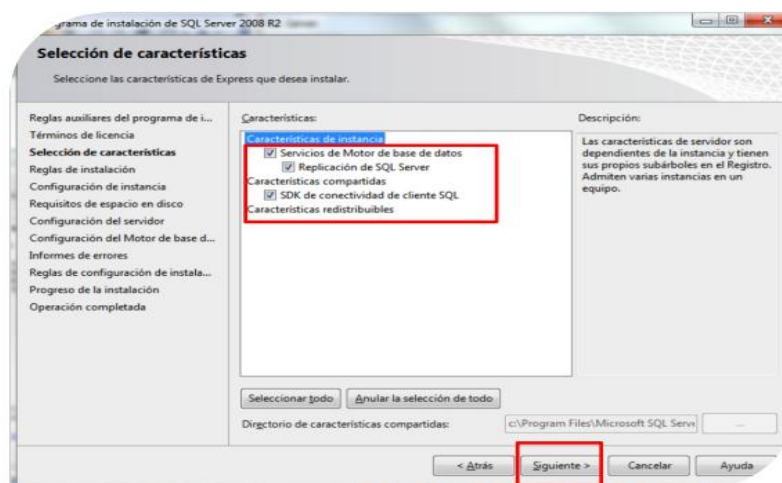 grama de instalación de SQL Server 2008 R2
Selección de características
Seleccione las características de Express que desea instalar.
Reglas auxiliares del programa de i...
Términos de licencia
Selección de características
Reglas de instalación
Configuración de instancia
Requisitos de espacio en disco
Configuración del servidor
Configuración del Motor de base d...
Informes de errores
Reglas de configuración de instala...
Progreso de la instalación
Operación completada
Características:
Características de instancia
Servicios de Motor de base de datos
Replicación de SQL Server
Características compartidas
SDK de conectividad de cliente SQL
Características redistribuibles
Descripción:
Las características de servidor son
dependientes de la instancia y tienen
sus propios subárboles en el Registro.
Admiten varias instancias en un
equipo.
Seleccionar todo
Anular la selección de todo
Directorio de características compartidas:
c:\Program Files\Microsoft SQL Serve
...
< Atrás
Siguiente >
Cancelar
Ayuda